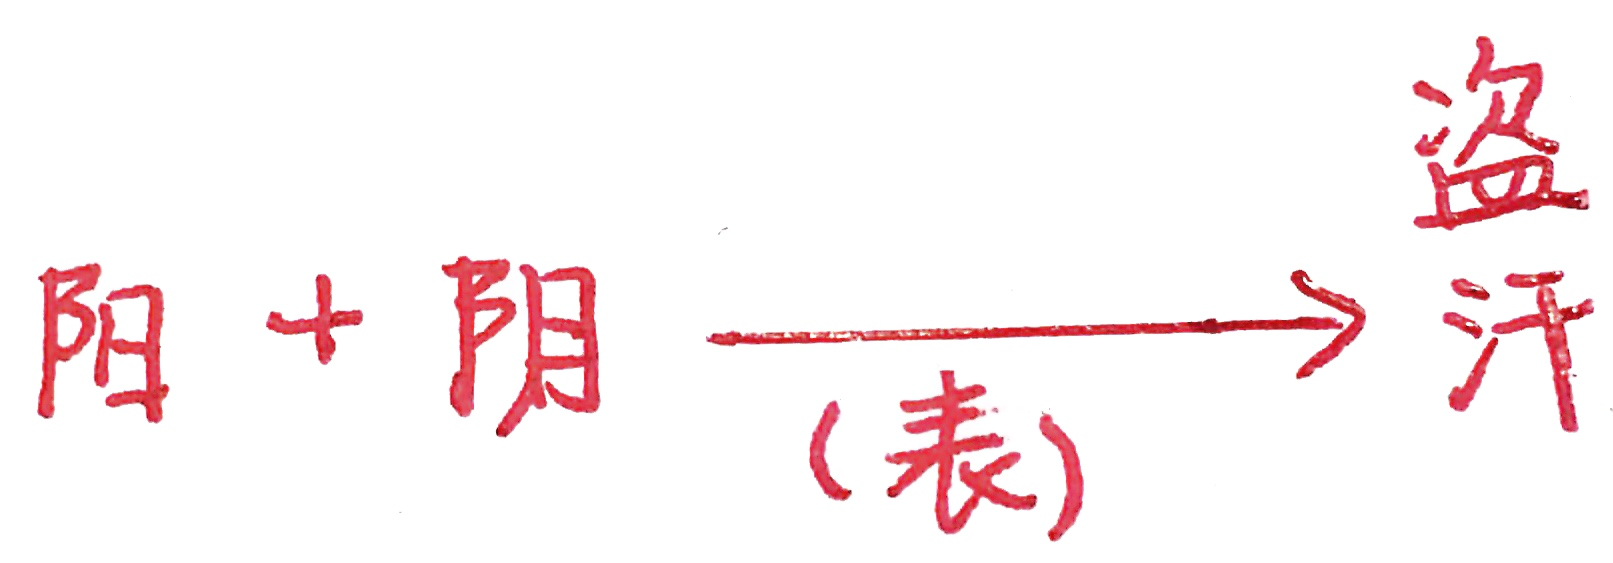 阳 + 阴 → 盗汗
(表)